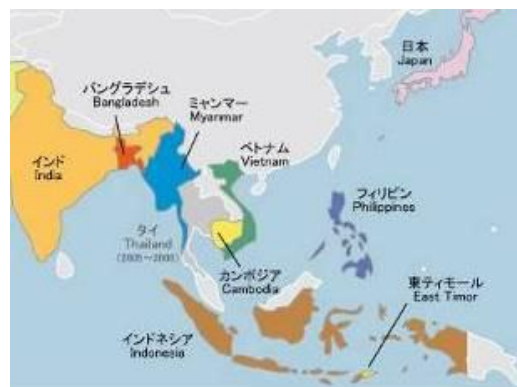 日本
Japan
バングラデシュ
Bangladesh
ミャンマー
Myanmar
インド
India
ベトナム
Vietnam
フィリピン
Philippines
タイ
Thailand
カンボジア
Cambodia
東ティモール
East Timor
インドネシア
Indonesia